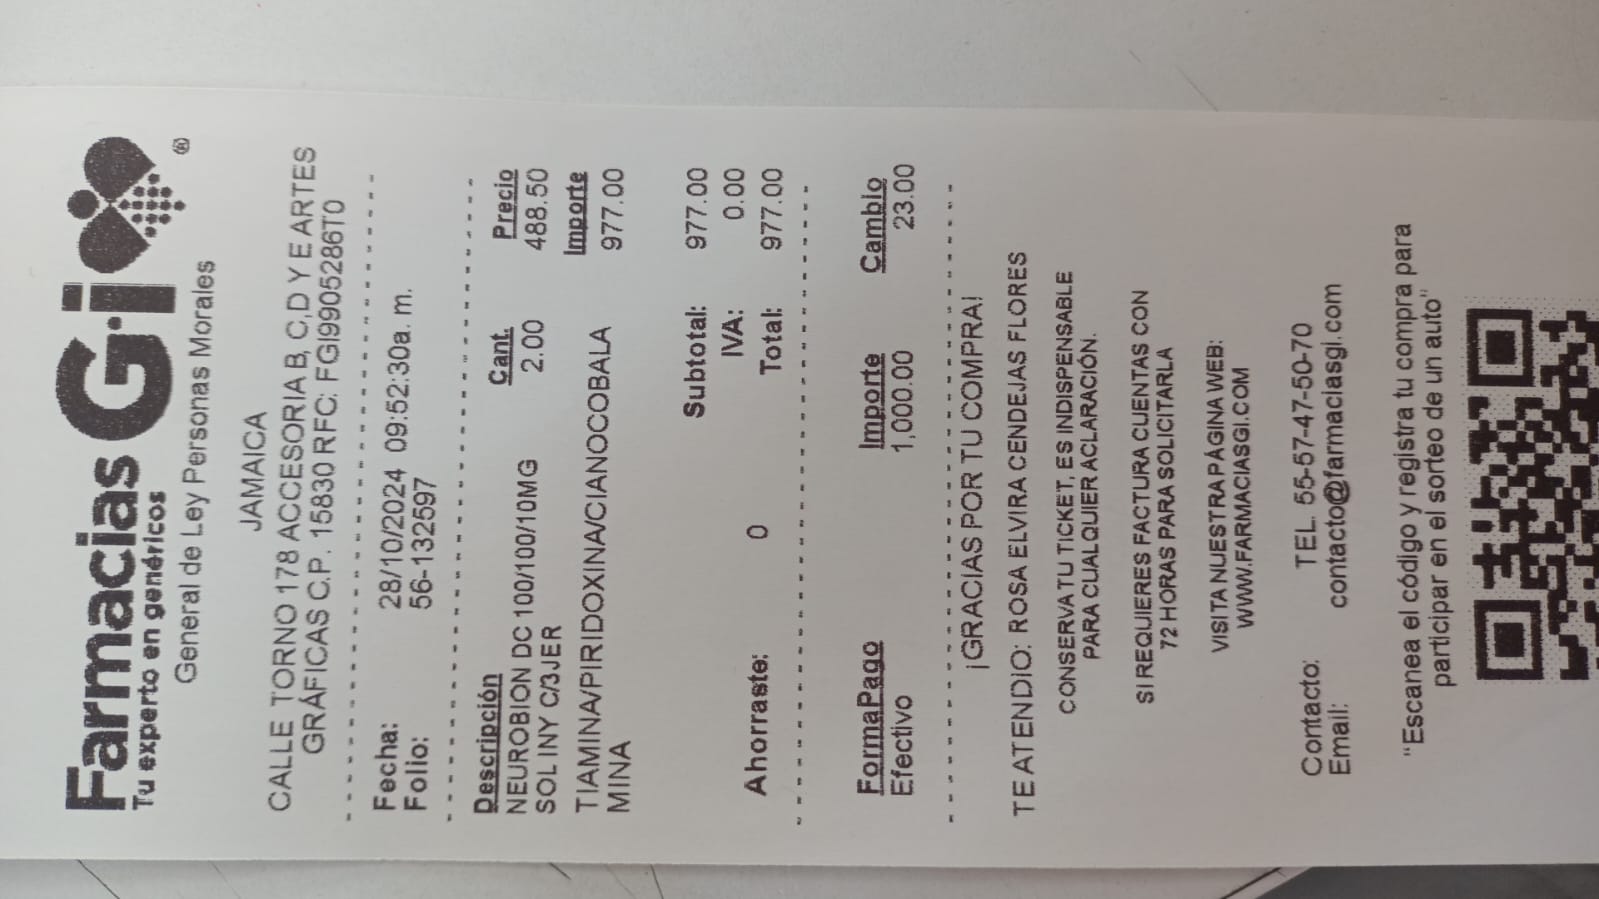 Farmacias G·i
®
Tu experto en genéricos
General de Ley Personas Morales
JAMAICA
CALLE TORNO 178 ACCESORIA B, C,D Y E ARTES
GRÁFICAS C.P. 15830 RFC: FGI9905286T0
Fecha: 28/10/2024 09:52:30a. m.
Folio: 56-132597
Descripción Cant. Precio
NEUROBION DC 100/100/10MG 2.00 488.50
SOL INY C/3JER Importe
TIAMINA/PIRIDOXINA/CIANOCOBALA 977.00
MINA
Subtotal: 977.00
IVA: 0.00
Ahorraste: 0 Total: 977.00
FormaPago Importe Cambio
Efectivo 1,000.00 23.00
¡GRACIAS POR TU COMPRA!
TE ATENDIO: ROSA ELVIRA CENDEJAS FLORES
CONSERVA TU TICKET, ES INDISPENSABLE
PARA CUALQUIER ACLARACIÓN.
SI REQUIERES FACTURA CUENTAS CON
72 HORAS PARA SOLICITARLA
VISITA NUESTRA PÁGINA WEB:
WWW.FARMACIASGI.COM
Contacto: TEL. 55-57-47-50-70
Email: contacto@farmaciasgi.com
"Escanea el código y registra tu compra para
participar en el sorteo de un auto"